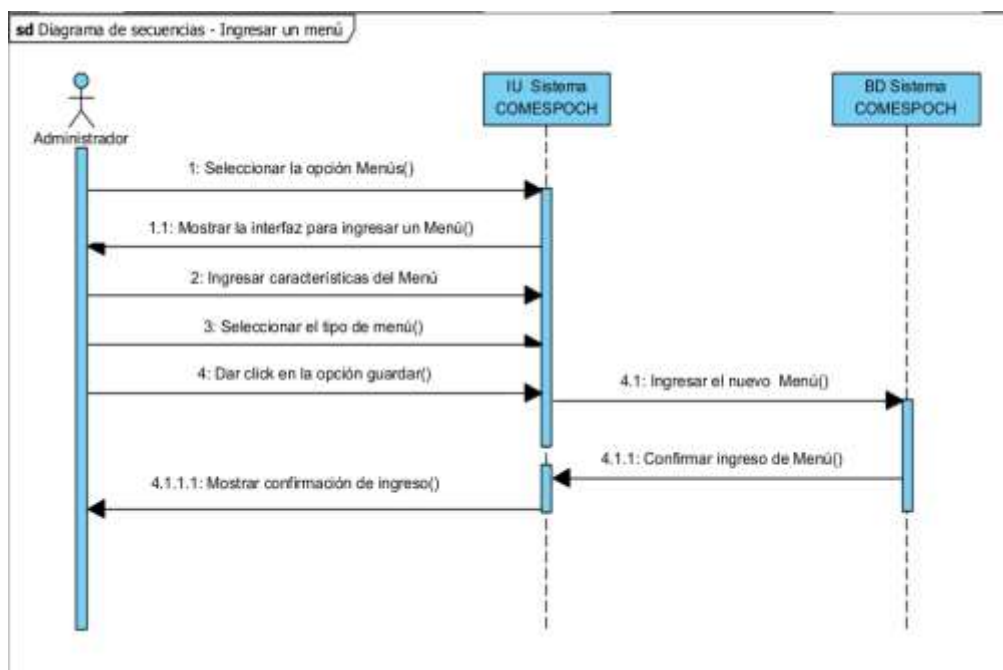 sd Diagrama de secuencias - Ingresar un menú
IU Sistema
COMESPOCH
BD Sistema
COMESPOCH
Administrador
1: Seleccionar la opción Menús()
1.1: Mostrar la interfaz para ingresar un Menú()
2: Ingresar características del Menú
3: Seleccionar el tipo de menú()
4: Dar click en la opción guardar()
4.1: Ingresar el nuevo Menú()
4.1.1: Confirmar ingreso de Menú()
4.1.1.1: Mostrar confirmación de ingreso()